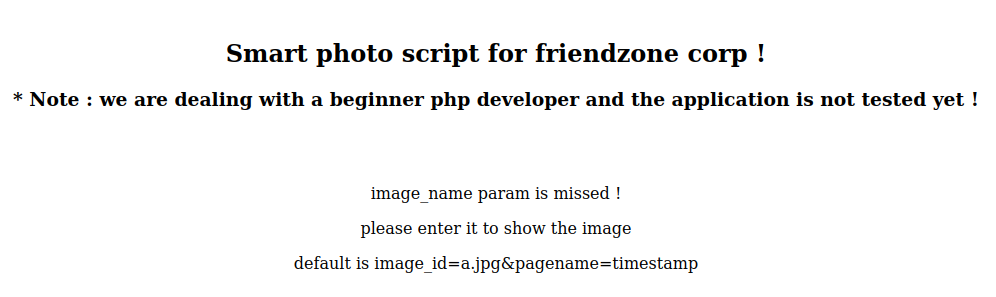 Smart photo script for friendzone corp !
* Note : we are dealing with a beginner php developer and the application is not tested yet !
image_name param is missed !
please enter it to show the image
default is image_id=a.jpg&pagename=timestamp